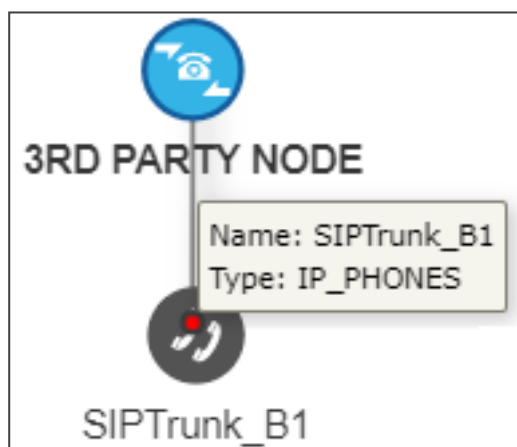 3RD PARTY NODE
Name: SIPTrunk_B1
Type: IP_PHONES
SIPTrunk_B1